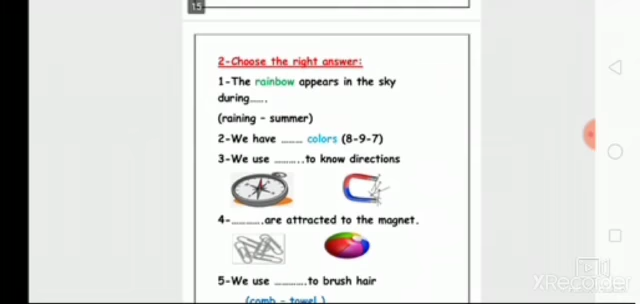 15
2-Choose the right answer:
1-The rainbow appears in the sky
during.......
(raining - summer)
2-We have ........ colors (8-9-7)
3-We use ...........to know directions
4-.............are attracted to the magnet.
5-We use ............to brush hair
(comb - towel )
XRecorder